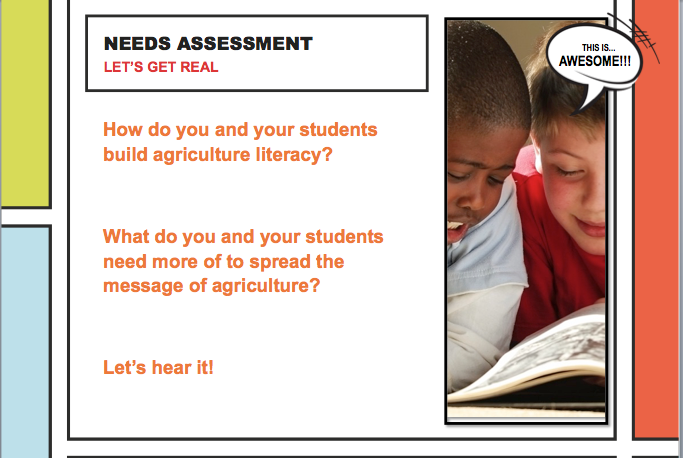 NEEDS ASSESSMENT
LET'S GET REAL
How do you and your students
build agriculture literacy?
What do you and your students
need more of to spread the
message of agriculture?
Let’s hear it!
THIS IS...
AWESOME!!!